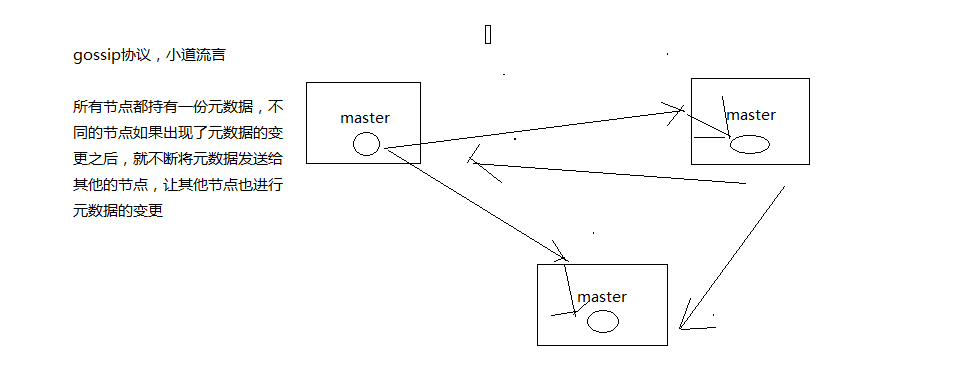 gossip协议，小道流言
所有节点都持有一份元数据，不
同的节点如果出现了元数据的变
更之后，就不断将元数据发送给
其他的节点，让其他节点也进行
元数据的变更
master
master
master